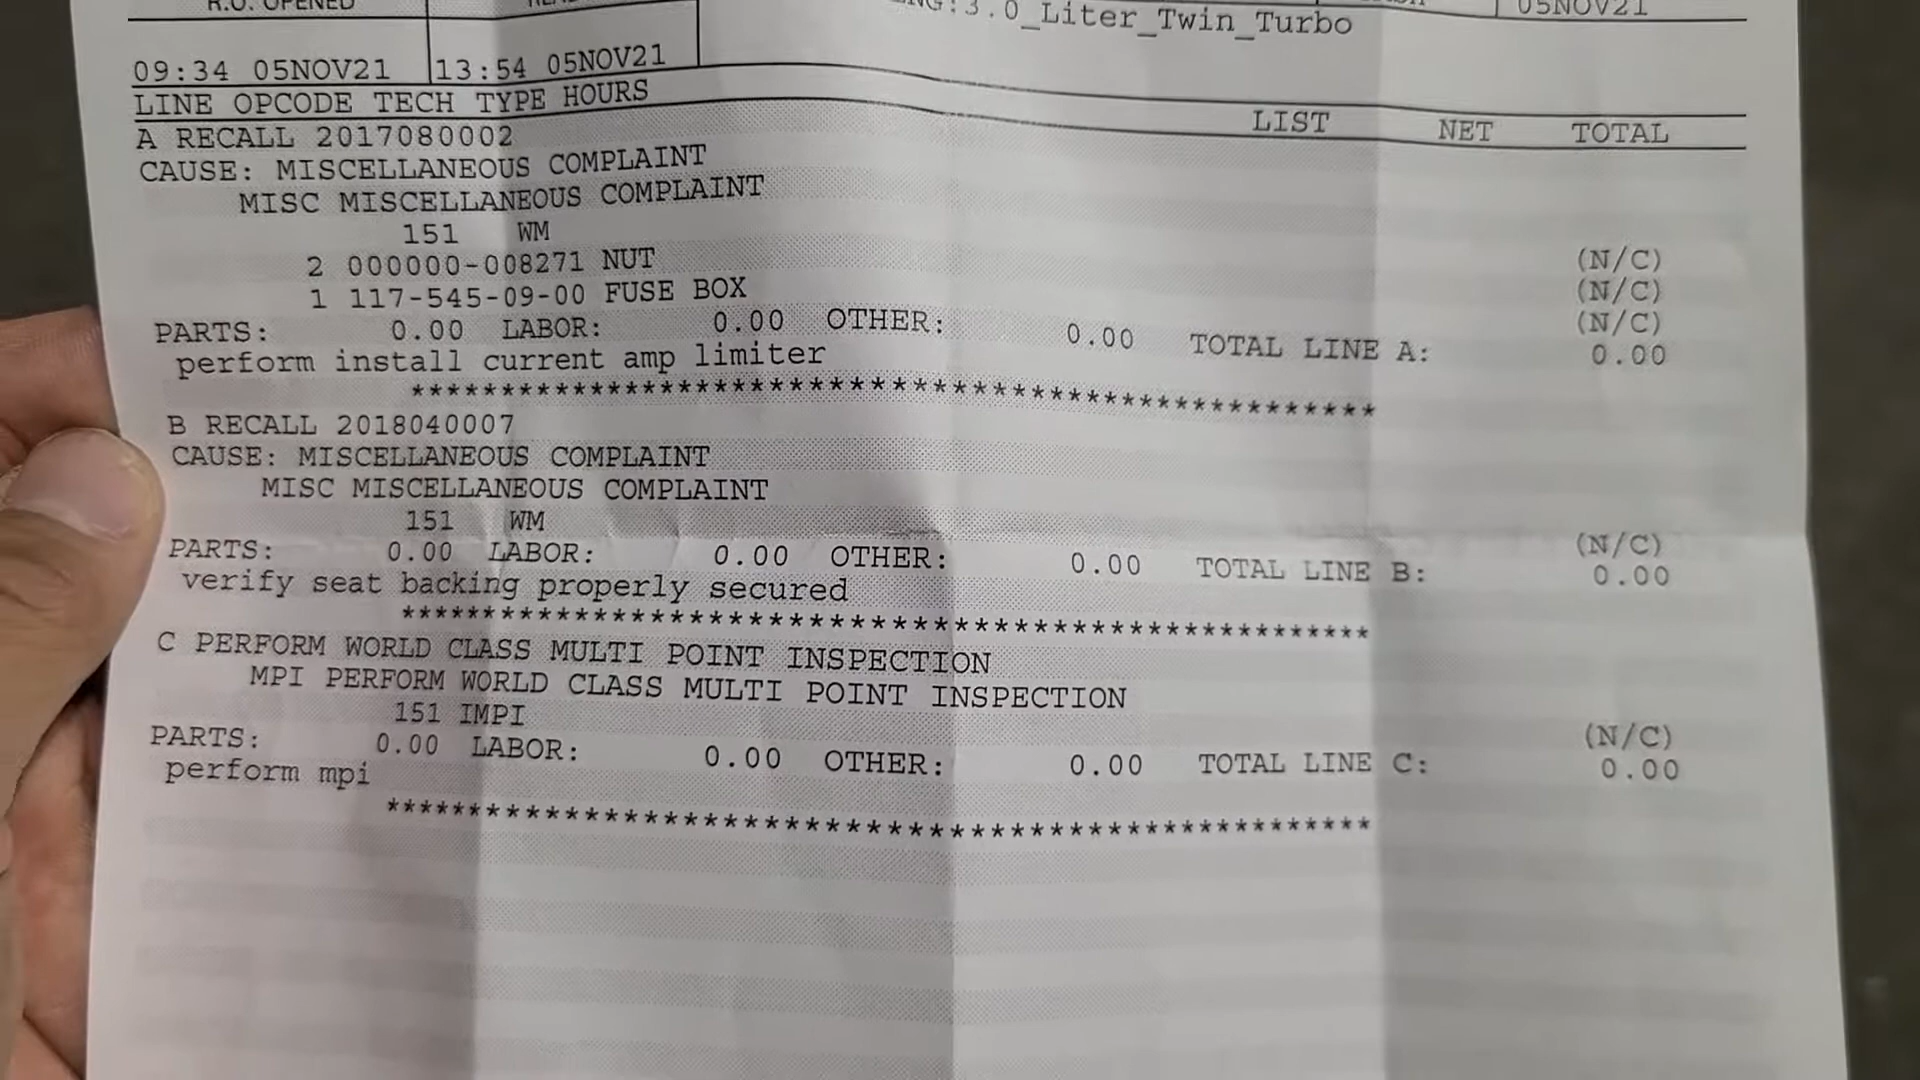 R.O. OPENED
:3.0_Liter_Twin_Turbo
05NOV21
09:34 05NOV21 13:54 05NOV21
LINE OPCODE TECH TYPE HOURS
LIST NET TOTAL
A RECALL 2017080002
CAUSE: MISCELLANEOUS COMPLAINT
MISC MISCELLANEOUS COMPLAINT
151 WM (N/C)
2 000000-008271 NUT (N/C)
1 117-545-09-00 FUSE BOX (N/C)
PARTS: 0.00 LABOR: 0.00 OTHER: 0.00 TOTAL LINE A: 0.00
perform install current amp limiter
*****************************************************
B RECALL 2018040007
CAUSE: MISCELLANEOUS COMPLAINT
MISC MISCELLANEOUS COMPLAINT
151 WM (N/C)
PARTS: 0.00 LABOR: 0.00 OTHER: 0.00 TOTAL LINE B: 0.00
verify seat backing properly secured
*****************************************************
C PERFORM WORLD CLASS MULTI POINT INSPECTION
MPI PERFORM WORLD CLASS MULTI POINT INSPECTION
151 IMPI (N/C)
PARTS: 0.00 LABOR: 0.00 OTHER: 0.00 TOTAL LINE C: 0.00
perform mpi
*****************************************************